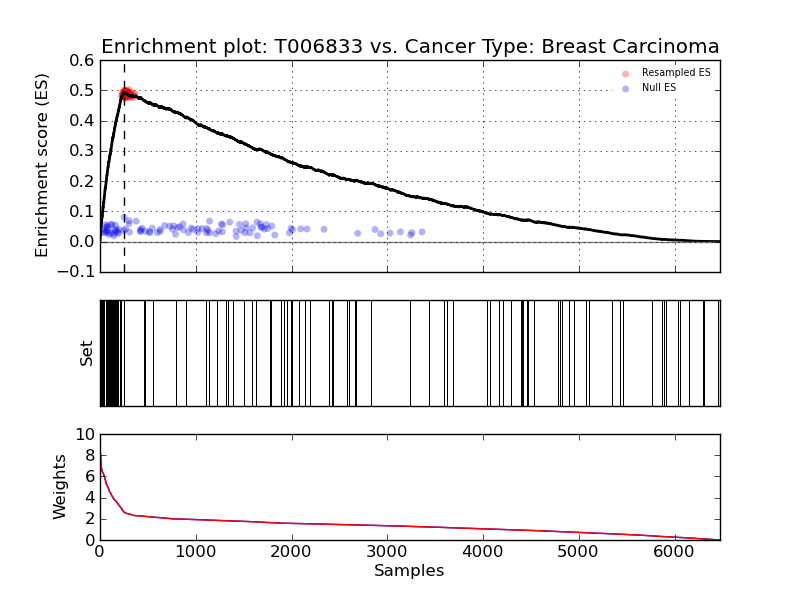 Enrichment plot: T006833 vs. Cancer Type: Breast Carcinoma
Enrichment score (ES)
0.6
0.5
0.4
0.3
0.2
0.1
0.0
−0.1
Resampled ES
Null ES
Set
Weights
10
8
6
4
2
0
0 1000 2000 3000 4000 5000 6000
Samples